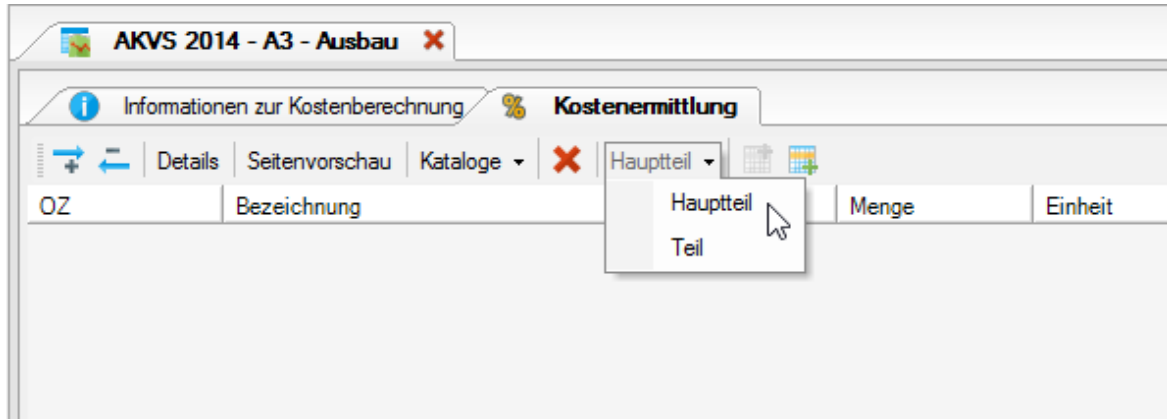 AKVS 2014 - A3 - Ausbau
Informationen zur Kostenberechnung Kostenermittlung
Details Seitenvorschau Kataloge Hauptteil
OZ Bezeichnung Menge Einheit
Hauptteil
Teil